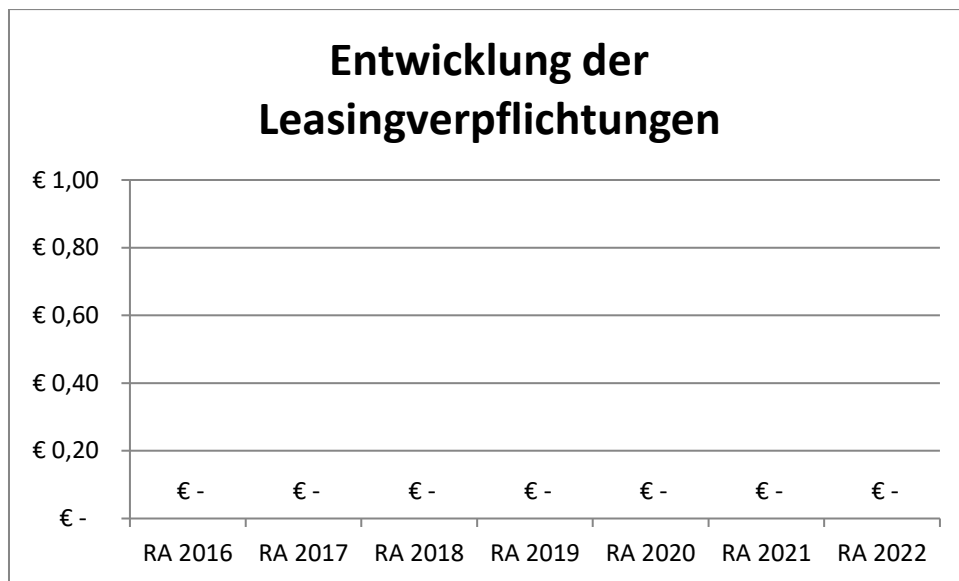 Entwicklung der
Leasingverpflichtungen
€ 1,00
€ 0,80
€ 0,60
€ 0,40
€ 0,20
€ -
€ - € - € - € - € - € - € -
RA 2016 RA 2017 RA 2018 RA 2019 RA 2020 RA 2021 RA 2022